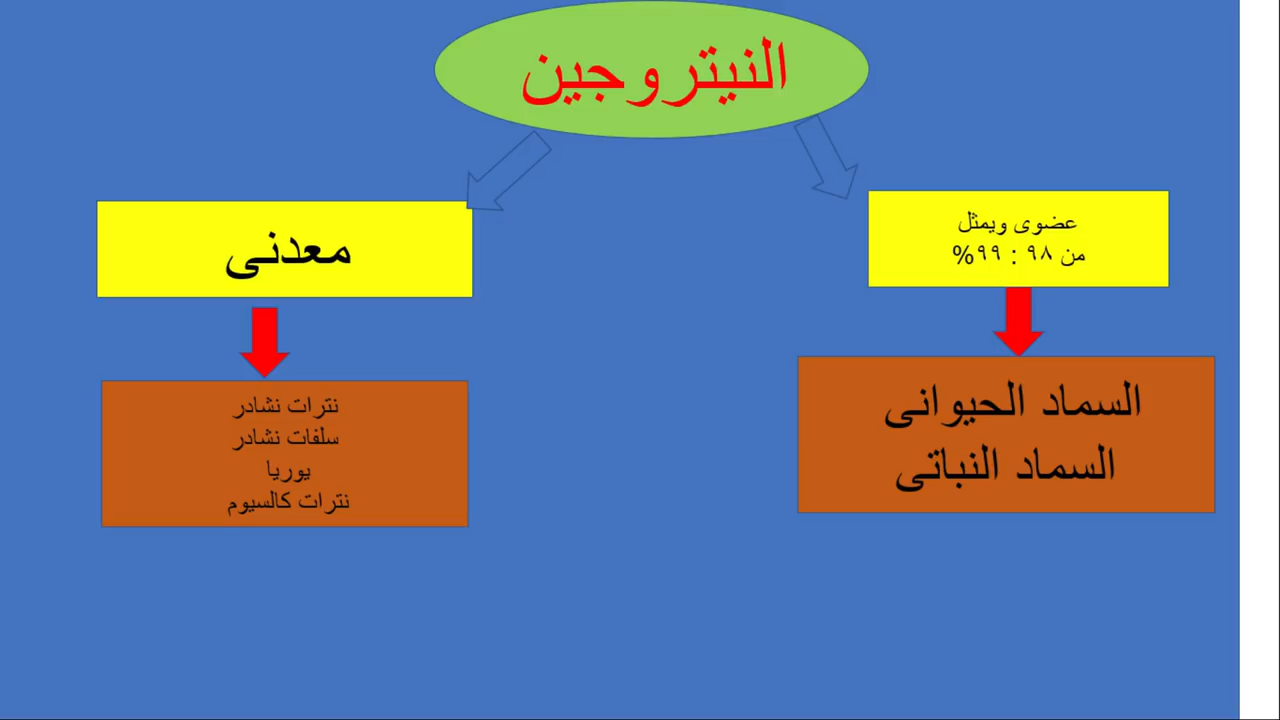 النيتروجين
عضوى ويمثل
من ٩٨ : ٩٩%
السماد الحيوانى
السماد النباتى
معدنى
نترات نشادر
سلفات نشادر
يوريا
نترات كالسيوم